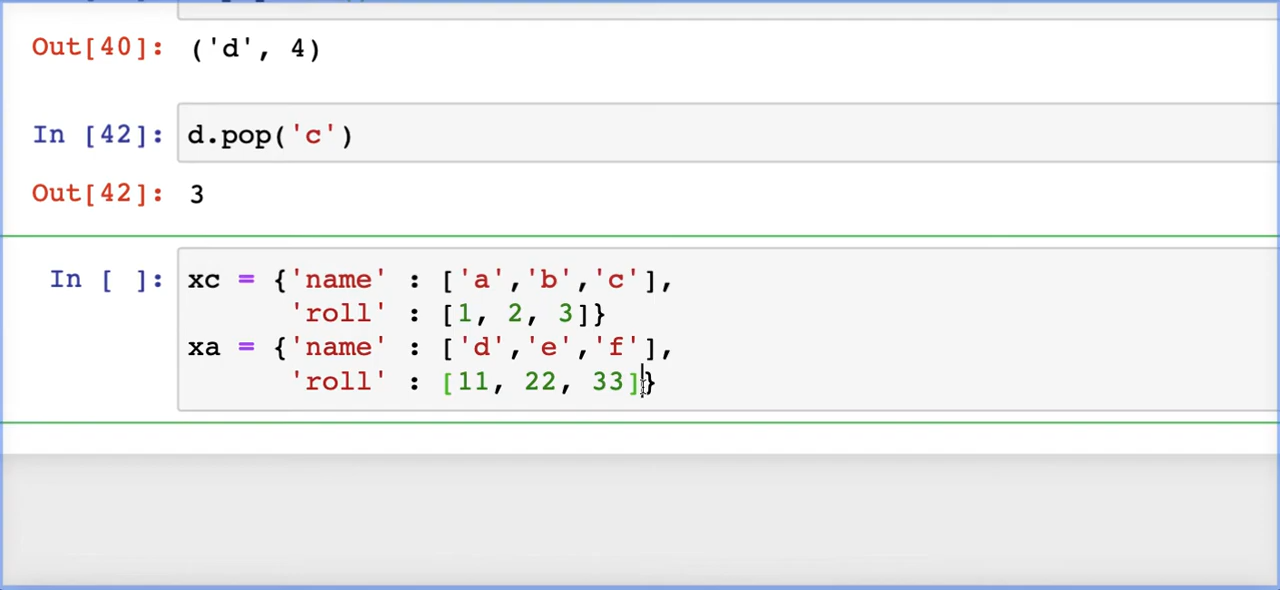 Out[40]: ('d', 4)
In [42]: d.pop('c')
Out[42]: 3
In [ ]: xc = {'name' : ['a','b','c'],
'roll' : [1, 2, 3]}
xa = {'name' : ['d','e','f'],
'roll' : [11, 22, 33]}